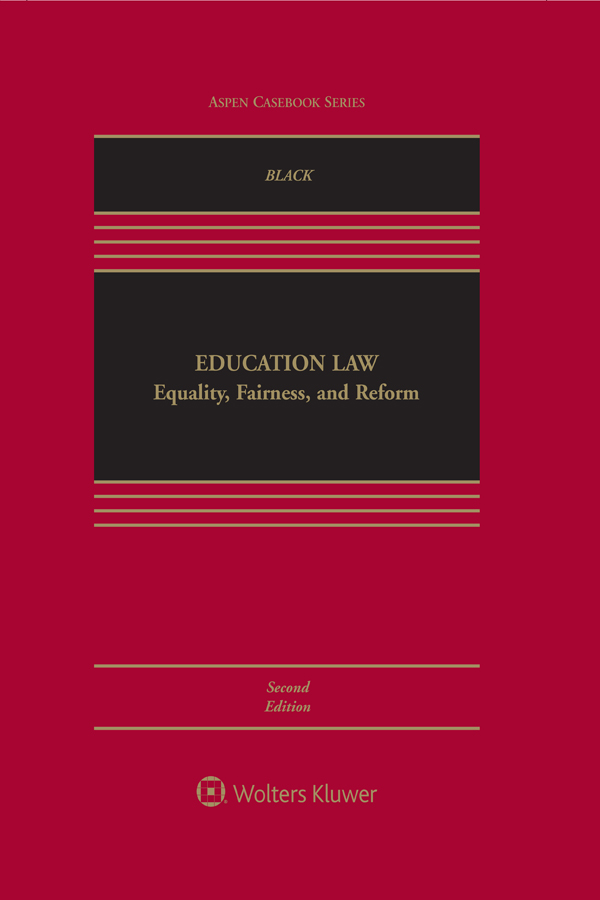 ASPEN CASEBOOK SERIES
BLACK
EDUCATION LAW
Equality, Fairness, and Reform
Second
Edition
Wolters Kluwer